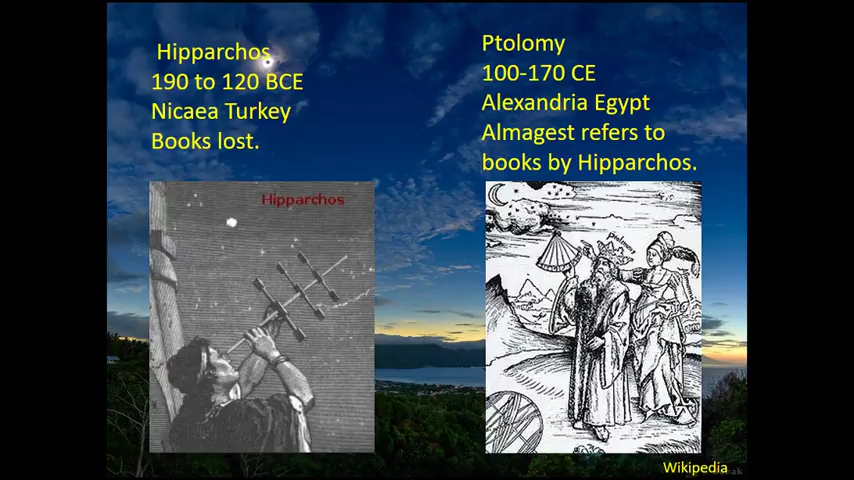 Hipparchos
190 to 120 BCE
Nicaea Turkey
Books lost.
Ptolomy
100-170 CE
Alexandria Egypt
Almagest refers to
books by Hipparchos.
Hipparchos
Wikipedia